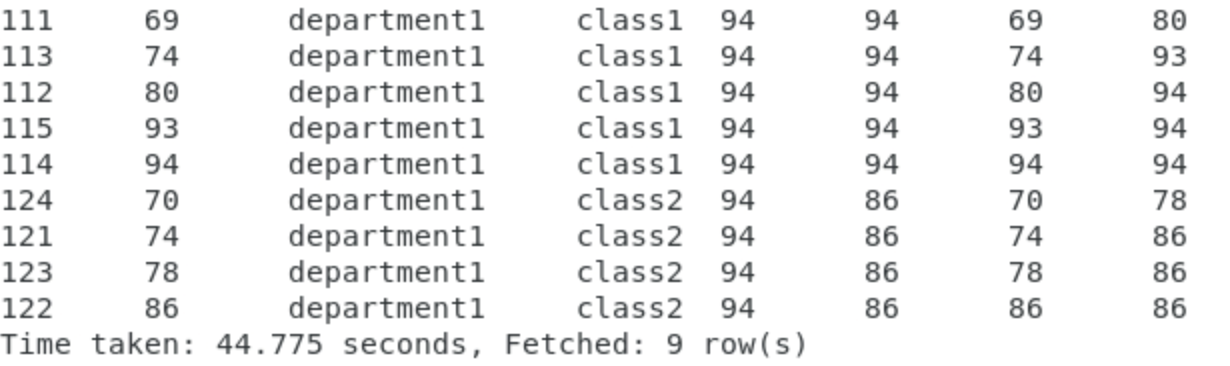 111 69 department1 class1 94 94 69 80
113 74 department1 class1 94 94 74 93
112 80 department1 class1 94 94 80 94
115 93 department1 class1 94 94 93 94
114 94 department1 class1 94 94 94 94
124 70 department1 class2 94 86 70 78
121 74 department1 class2 94 86 74 86
123 78 department1 class2 94 86 78 86
122 86 department1 class2 94 86 86 86
Time taken: 44.775 seconds, Fetched: 9 row(s)